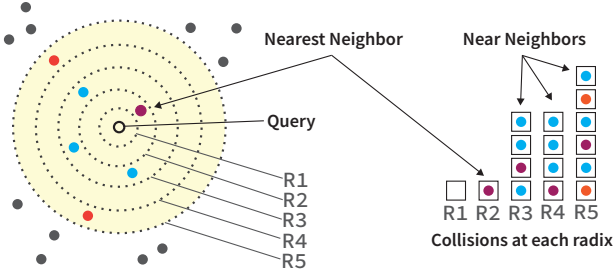 Nearest Neighbor
Near Neighbors
Query
R1
R2
R3
R4
R5
R1 R2 R3 R4 R5
Collisions at each radix